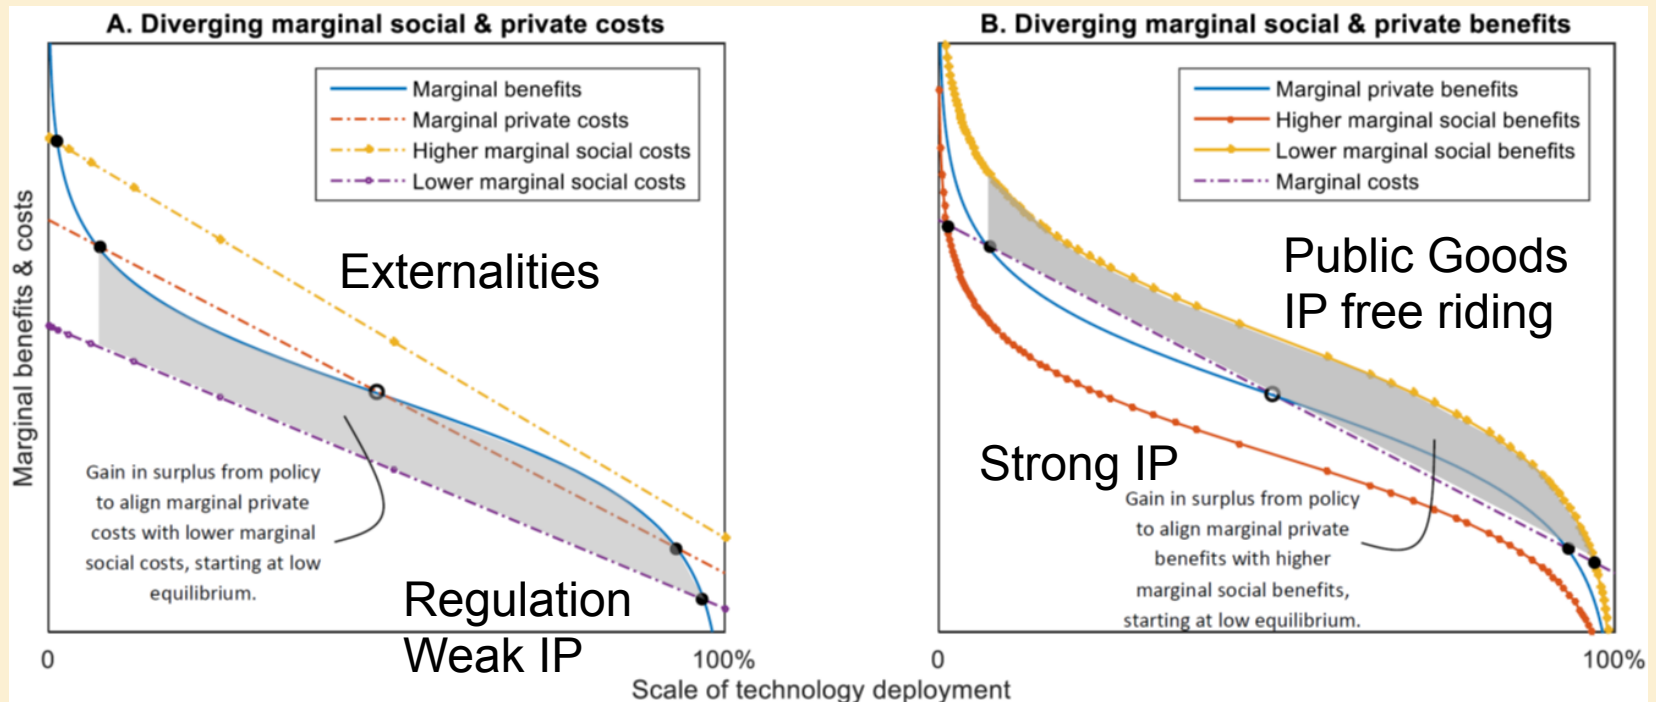 A. Diverging marginal social & private costs
Marginal benefits
Marginal private costs
Higher marginal social costs
Lower marginal social costs
Marginal benefits & costs
Externalities
Gain in surplus from policy
to align marginal private
costs with lower marginal
social costs, starting at low
equilibrium.
Regulation
Weak IP
0
100%
B. Diverging marginal social & private benefits
Marginal private benefits
Higher marginal social benefits
Lower marginal social benefits
Marginal costs
Public Goods
IP free riding
Strong IP
Gain in surplus from policy
to align marginal private
benefits with higher
marginal social benefits,
starting at low equilibrium.
0
100%
Scale of technology deployment